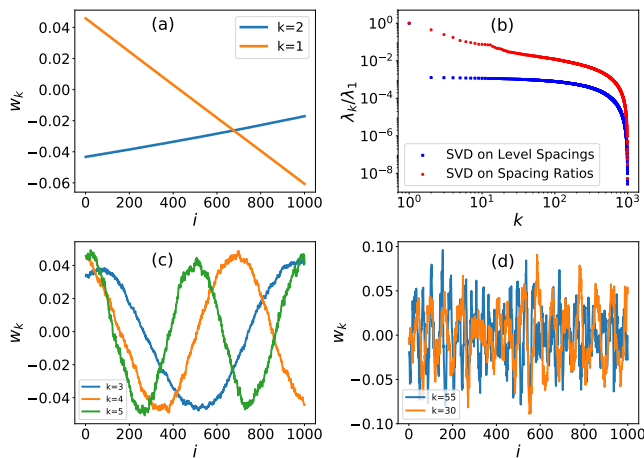 (a)
k=2
k=1
0.04
0.02
0.00
−0.02
−0.04
−0.06
w_k
0 200 400 600 800 1000
i
(b)
10^0
10^−2
10^−4
10^−6
10^−8
λ_k/λ_1
SVD on Level Spacings
SVD on Spacing Ratios
10^0 10^1 10^2 10^3
k
(c)
0.04
0.02
0.00
−0.02
−0.04
w_k
k=3
k=4
k=5
0 200 400 600 800 1000
i
(d)
0.10
0.05
0.00
−0.05
−0.10
w_k
k=55
k=30
0 200 400 600 800 1000
i